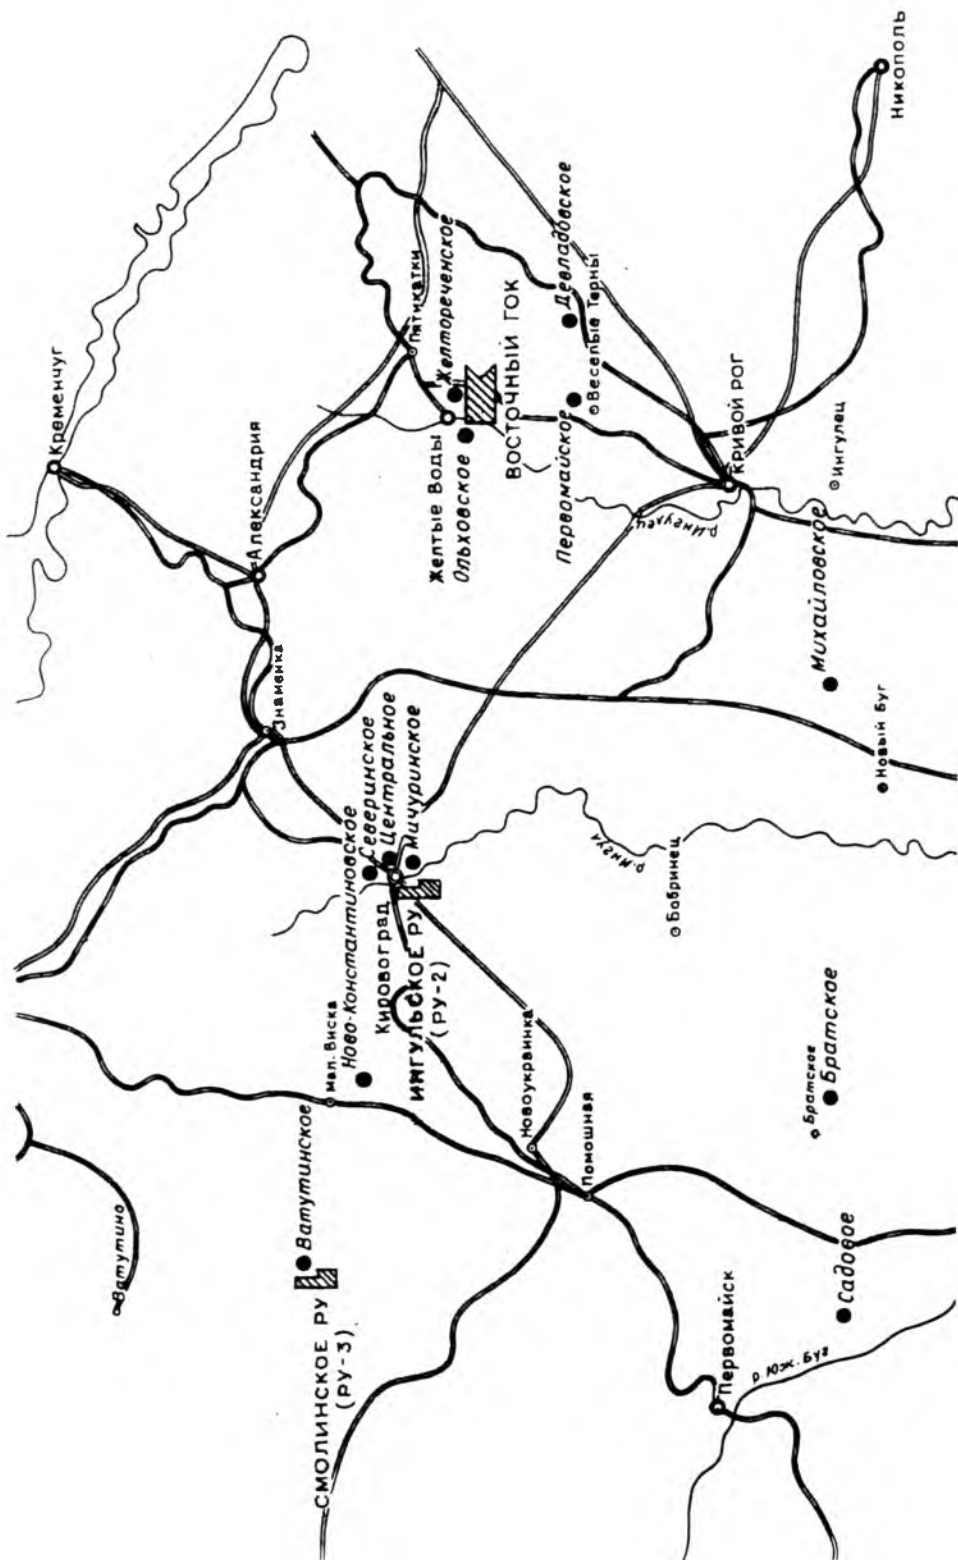 Ватутино
СМОЛИНСКОЕ РУ
(РУ-3)
Ватутинское
Мал. Виска
Ново-Константиновское
Кировоград
ИНГУЛЬСКОЕ РУ
(РУ-2)
Северинское
Центральное
Мичуринское
Знаменка
Александрия
Кременчуг
Пятихатки
Желтореченское
Желтые Воды
Ольховское
ВОСТОЧНЫЙ ГОК
Первомайское
Девладовское
Веселые Терны
КРИВОЙ РОГ
р. Ингулец
Ингулец
Никополь
Михайловское
Новый Буг
р. Ингул
Бобринец
Новоукраинка
Помошная
Братское
Братское
Первомайск
р Юж. Буг
Садовое